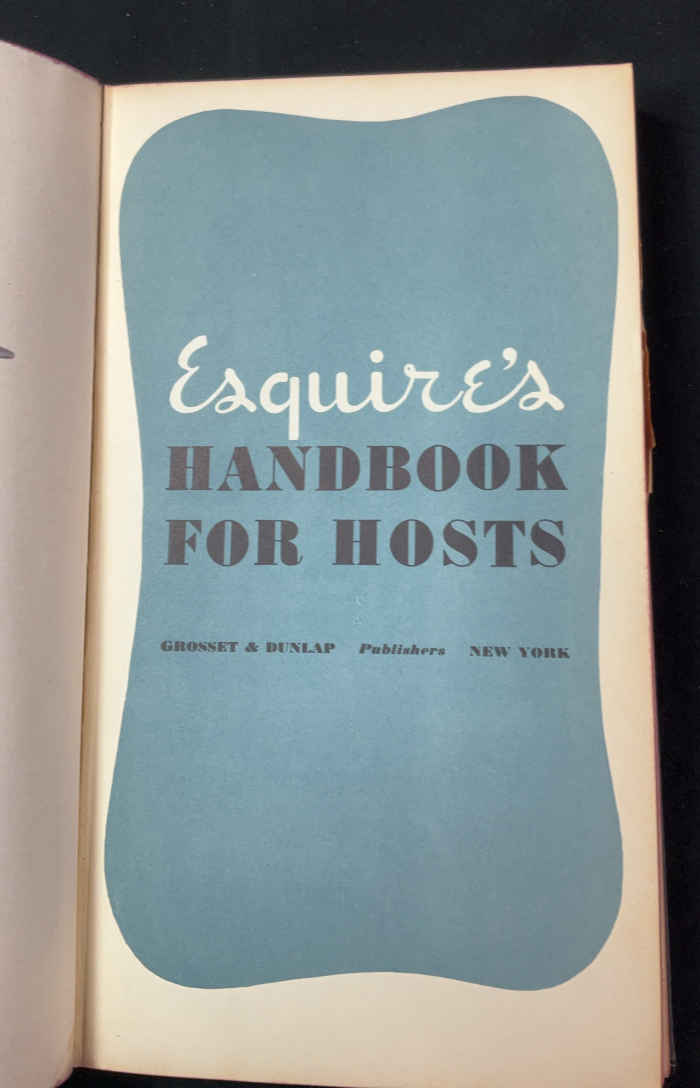 Esquire's
HANDBOOK
FOR HOSTS
GROSSET & DUNLAP Publishers NEW YORK